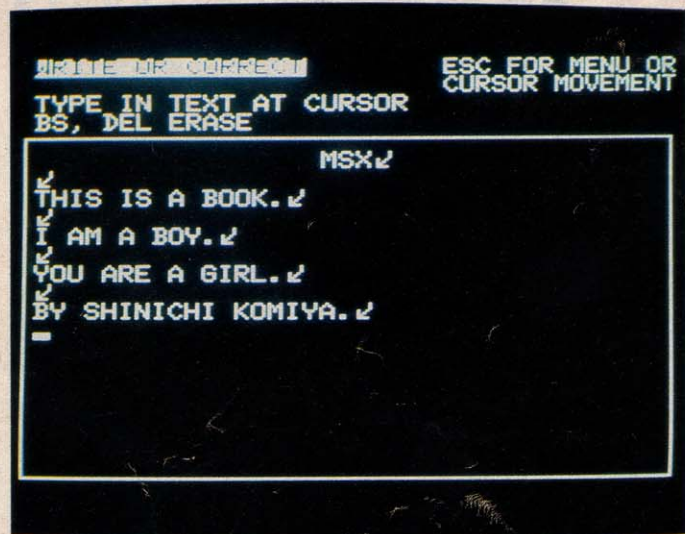 WRITE OR CORRECT
ESC FOR MENU OR
CURSOR MOVEMENT
TYPE IN TEXT AT CURSOR
BS, DEL ERASE
MSX↙
↙
THIS IS A BOOK.↙
↙
I AM A BOY.↙
↙
YOU ARE A GIRL.↙
↙
BY SHINICHI KOMIYA.↙